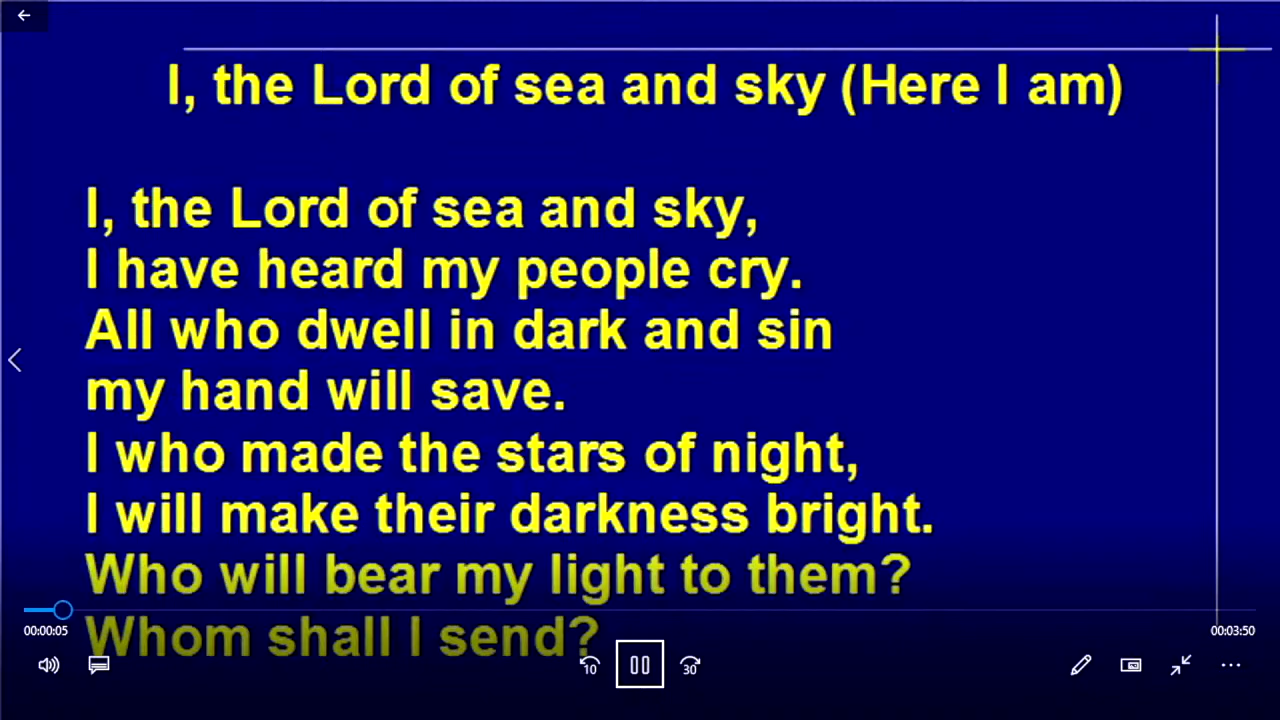 I, the Lord of sea and sky (Here I am)
I, the Lord of sea and sky,
I have heard my people cry.
All who dwell in dark and sin
my hand will save.
I who made the stars of night,
I will make their darkness bright.
Who will bear my light to them?
Whom shall I send?
00:00:05
00:03:50
10
30